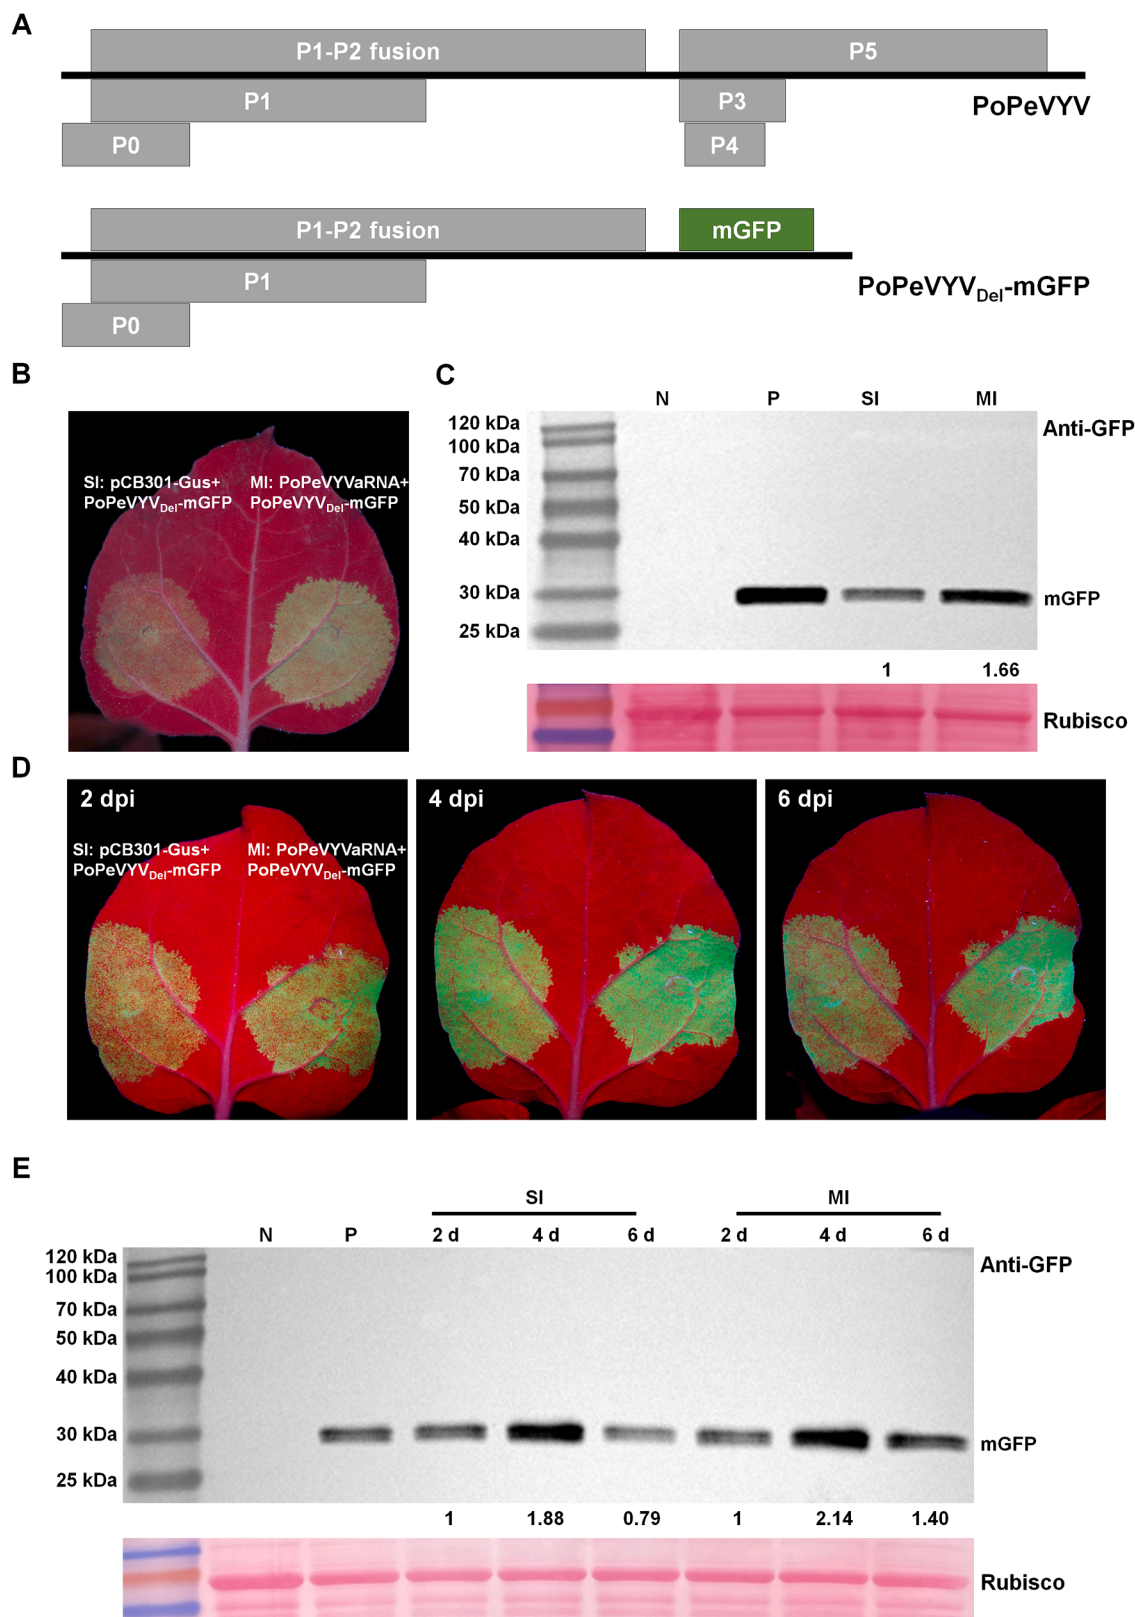 A
P1-P2 fusion P5
P1 P3 PoPeVYV
P0 P4
P1-P2 fusion mGFP
P1 PoPeVYVDel-mGFP
P0
B
SI: pCB301-Gus+ MI: PoPeVYVaRNA+
PoPeVYVDel-mGFP PoPeVYVDel-mGFP
C
N P SI MI
120 kDa Anti-GFP
100 kDa
70 kDa
50 kDa
40 kDa
30 kDa mGFP
25 kDa
1 1.66
Rubisco
D
2 dpi 4 dpi 6 dpi
SI: pCB301-Gus+ MI: PoPeVYVaRNA+
PoPeVYVDel-mGFP PoPeVYVDel-mGFP
E
SI MI
N P 2 d 4 d 6 d 2 d 4 d 6 d
120 kDa Anti-GFP
100 kDa
70 kDa
50 kDa
40 kDa
30 kDa mGFP
25 kDa
1 1.88 0.79 1 2.14 1.40
Rubisco